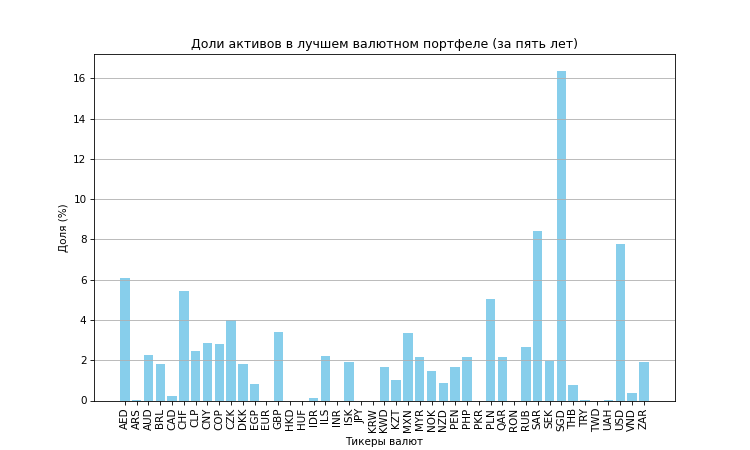 Доли активов в лучшем валютном портфеле (за пять лет)
Доля (%)
16
14
12
10
8
6
4
2
0
AED
ARS
AUD
BRL
CAD
CHF
CLP
CNY
COP
CZK
DKK
EGP
EUR
GBP
HKD
HUF
IDR
ILS
INR
ISK
JPY
KRW
KWD
KZT
MXN
MYR
NOK
NZD
PEN
PHP
PKR
PLN
QAR
RON
RUB
SAR
SEK
SGD
THB
TRY
TWD
UAH
USD
VND
ZAR
Тикеры валют